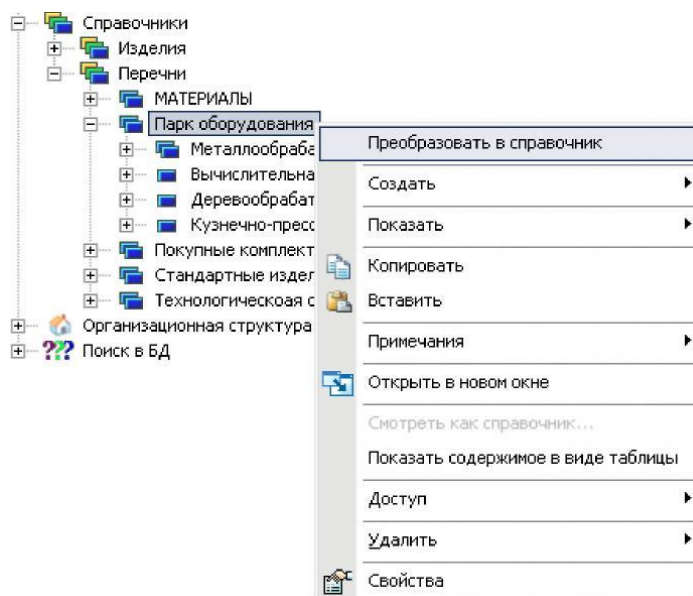 Справочники
Изделия
Перечни
МАТЕРИАЛЫ
Парк оборудования
Металлообраба
Вычислительна
Деревообрабат
Кузнечно-пресс
Покупные комплект
Стандартные издел
Технологическоая с
Организационная структура
??? Поиск в БД
Преобразовать в справочник
Создать
Показать
Копировать
Вставить
Примечания
Открыть в новом окне
Смотреть как справочник...
Показать содержимое в виде таблицы
Доступ
Удалить
Свойства